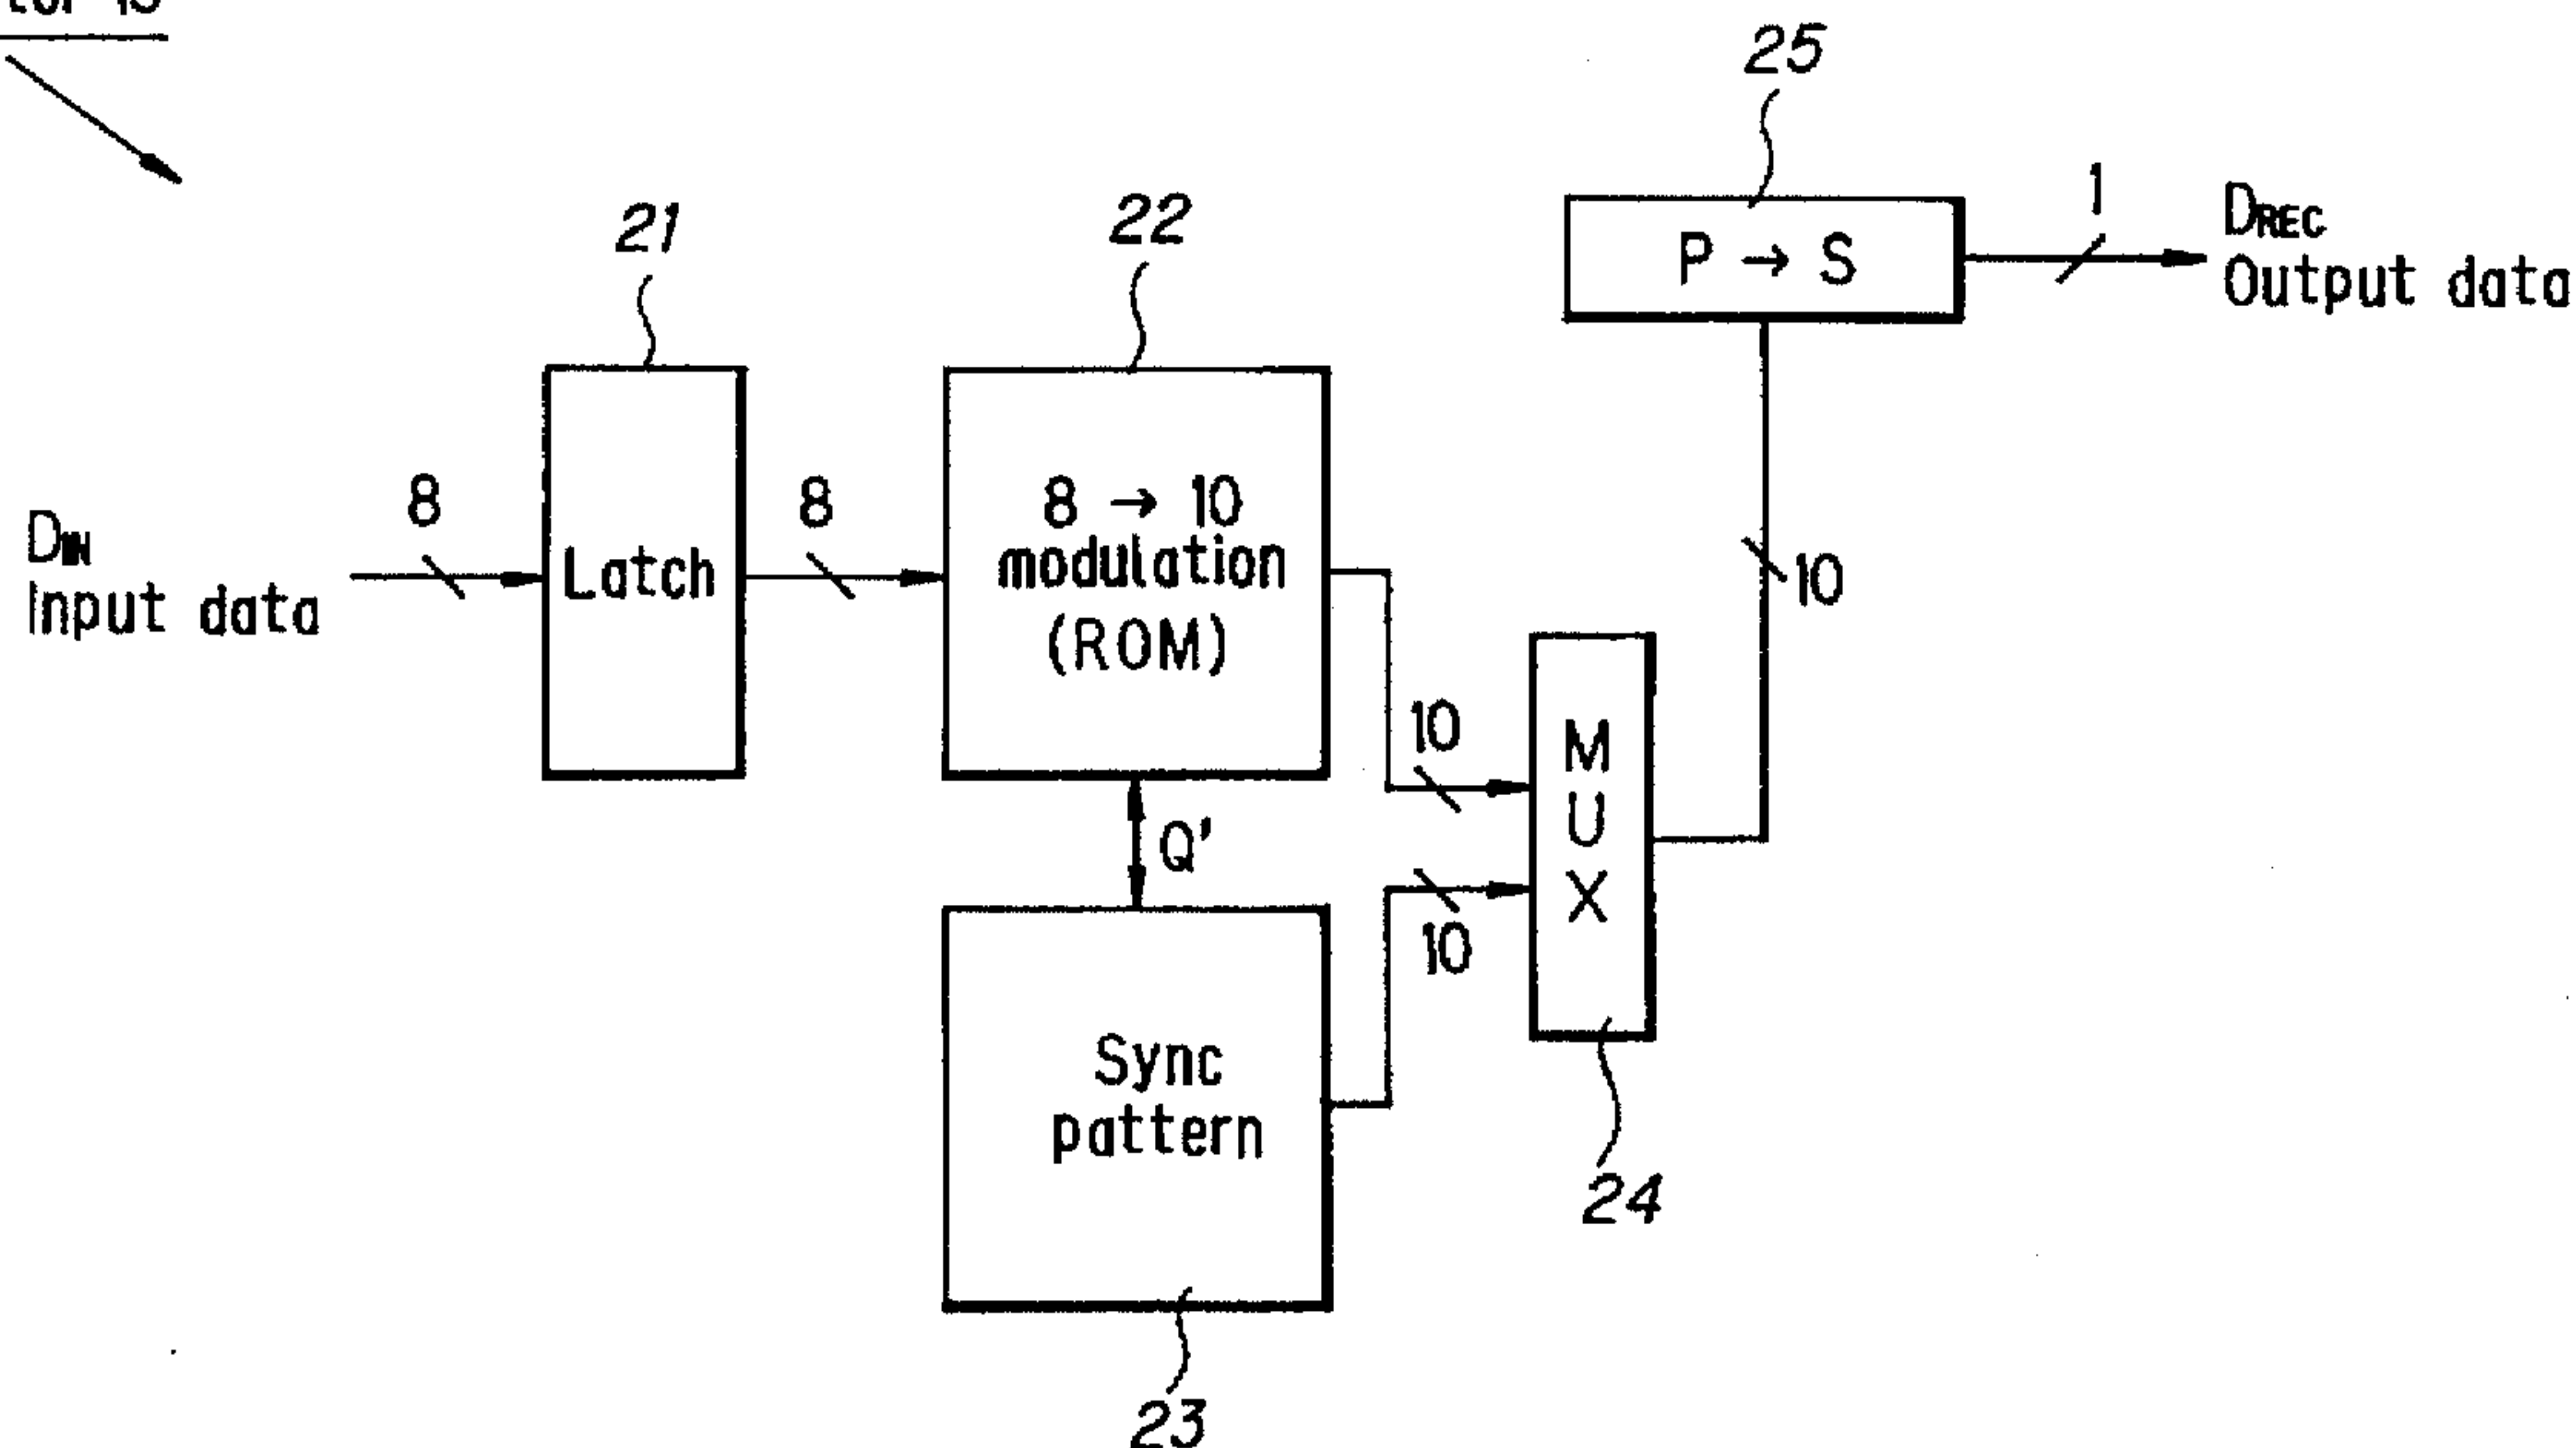 25
1
DREC
Output data
P → S
21
22
8
8
DIN
Input data
Latch
8 → 10
modulation
(ROM)
10
10
MUX
Q'
10
Sync
pattern
24
23